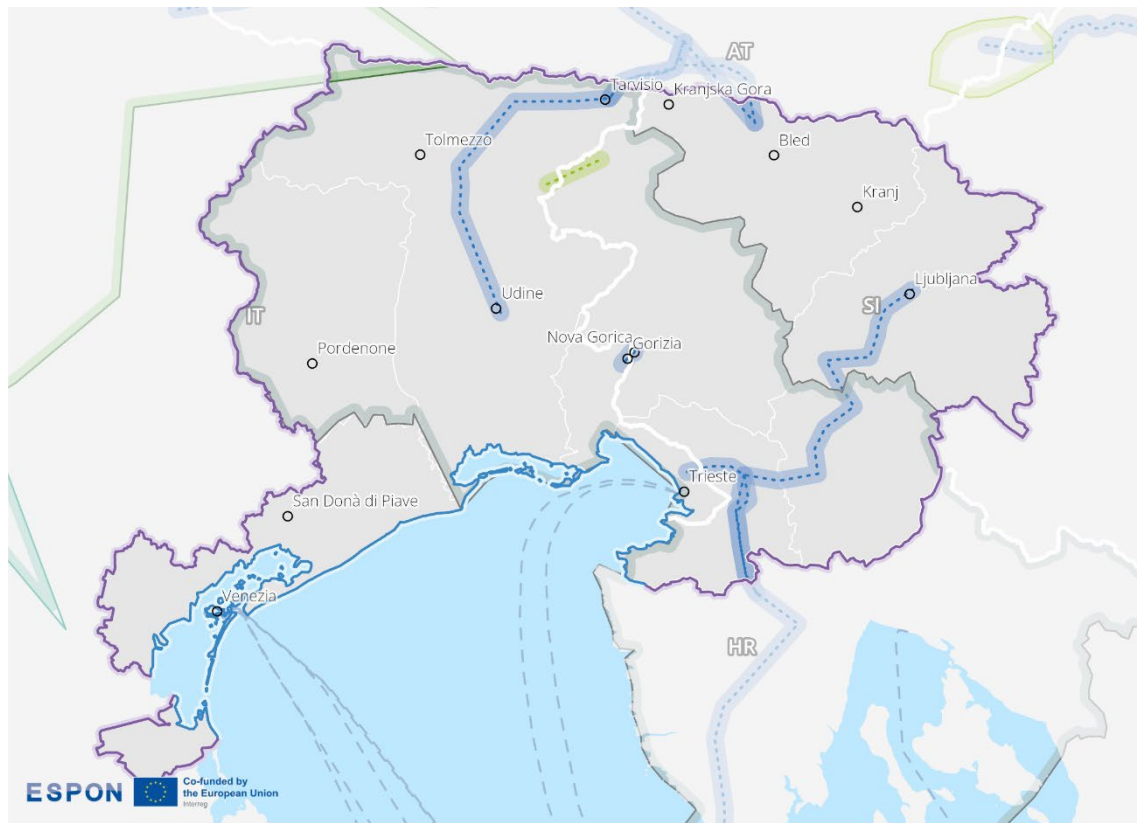 AT
Tarvisio
Kranjska Gora
Tolmezzo
Bled
Kranj
Ljubljana
Udine
SI
IT
Nova Gorica
Gorizia
Pordenone
Trieste
San Donà di Piave
Venezia
HR
ESPON
Co-funded by
the European Union
Interreg